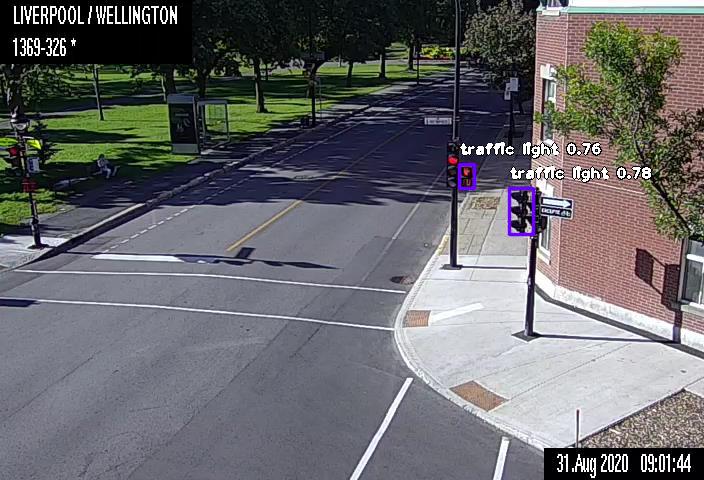 LIVERPOOL / WELLINGTON
1369-326 *
traffic light 0.76
traffic light 0.78
31.Aug 2020 09:01:44